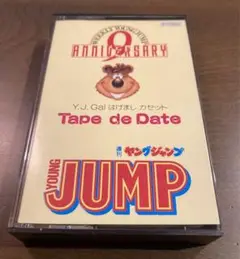 WEEKLY YOUNG JUMP
9
ANNIVERSARY
Y.J. Gal はげまし カセット
Tape de Date
週刊 ヤングジャンプ
YOUNG JUMP